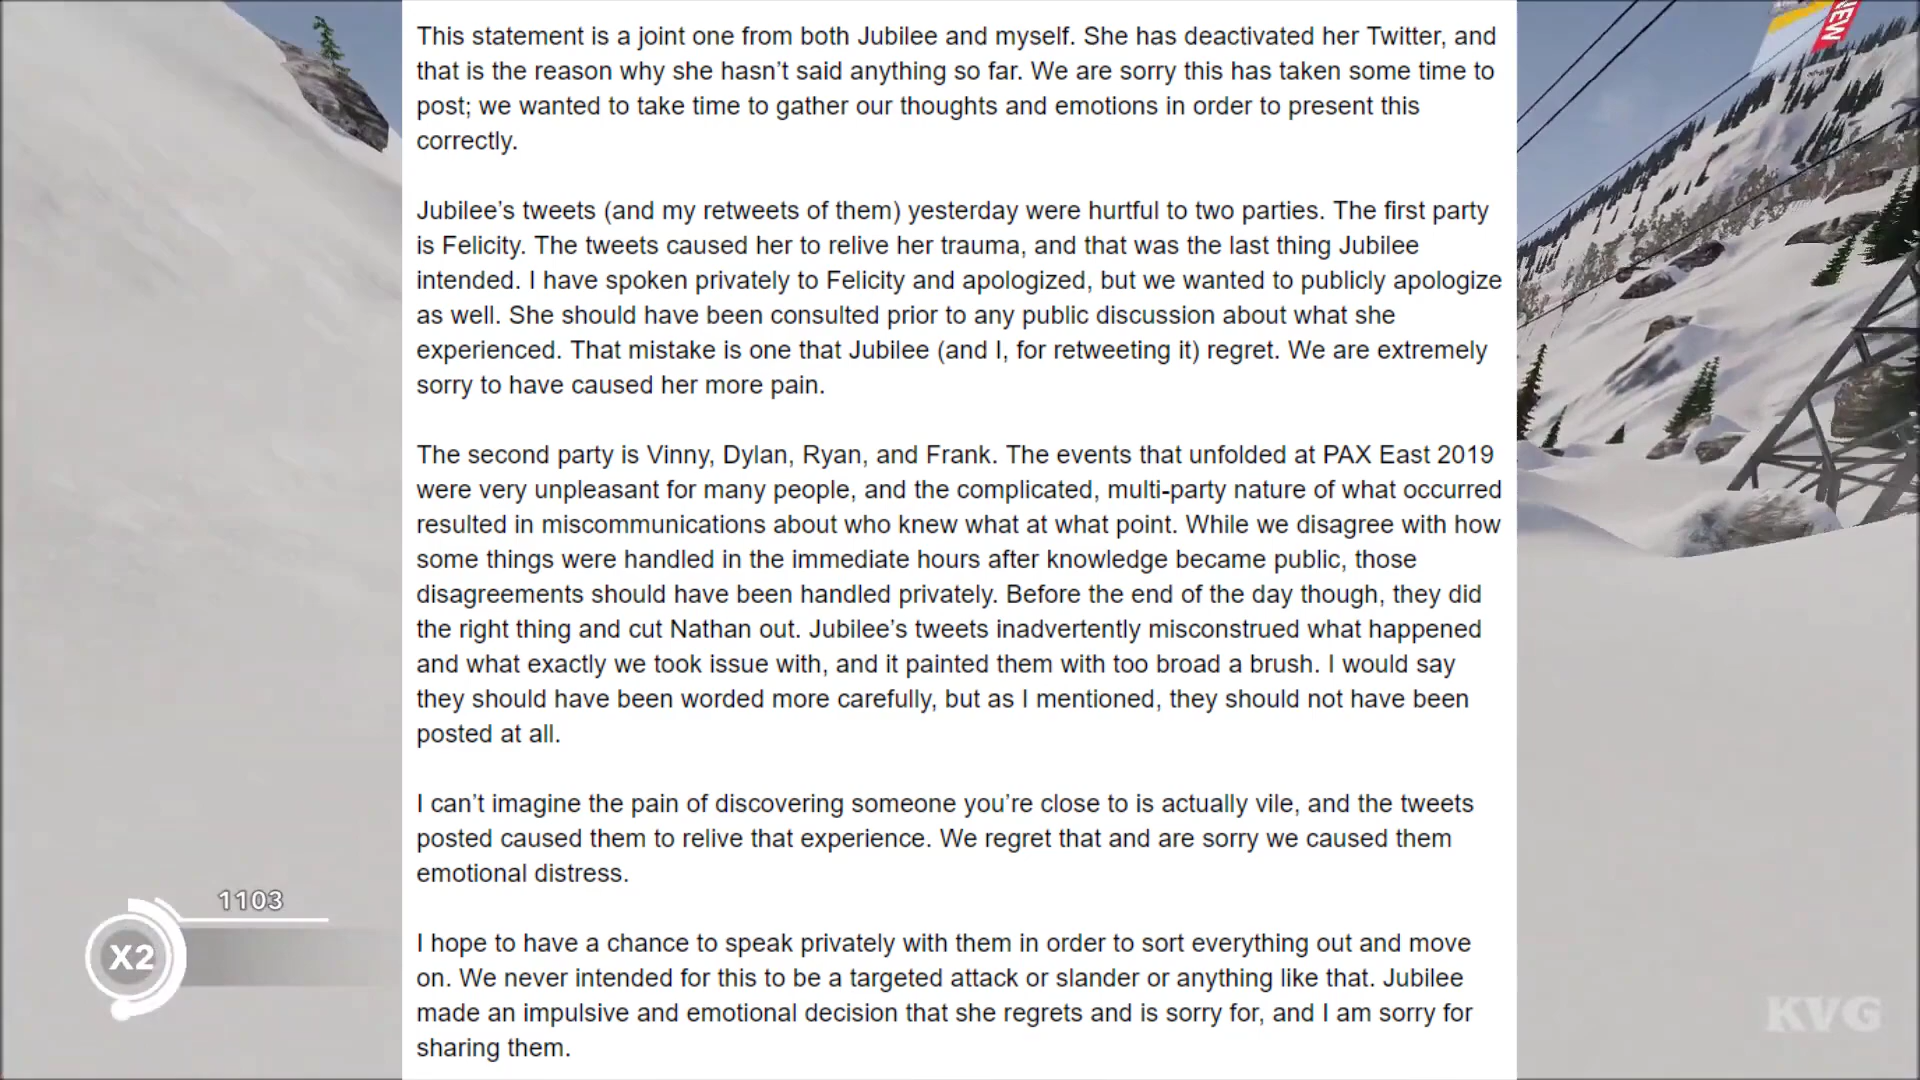 This statement is a joint one from both Jubilee and myself. She has deactivated her Twitter, and
that is the reason why she hasn’t said anything so far. We are sorry this has taken some time to
post; we wanted to take time to gather our thoughts and emotions in order to present this
correctly.
Jubilee’s tweets (and my retweets of them) yesterday were hurtful to two parties. The first party
is Felicity. The tweets caused her to relive her trauma, and that was the last thing Jubilee
intended. I have spoken privately to Felicity and apologized, but we wanted to publicly apologize
as well. She should have been consulted prior to any public discussion about what she
experienced. That mistake is one that Jubilee (and I, for retweeting it) regret. We are extremely
sorry to have caused her more pain.
The second party is Vinny, Dylan, Ryan, and Frank. The events that unfolded at PAX East 2019
were very unpleasant for many people, and the complicated, multi-party nature of what occurred
resulted in miscommunications about who knew what at what point. While we disagree with how
some things were handled in the immediate hours after knowledge became public, those
disagreements should have been handled privately. Before the end of the day though, they did
the right thing and cut Nathan out. Jubilee’s tweets inadvertently misconstrued what happened
and what exactly we took issue with, and it painted them with too broad a brush. I would say
they should have been worded more carefully, but as I mentioned, they should not have been
posted at all.
I can’t imagine the pain of discovering someone you’re close to is actually vile, and the tweets
posted caused them to relive that experience. We regret that and are sorry we caused them
emotional distress.
I hope to have a chance to speak privately with them in order to sort everything out and move
on. We never intended for this to be a targeted attack or slander or anything like that. Jubilee
made an impulsive and emotional decision that she regrets and is sorry for, and I am sorry for
sharing them.
1103
X2
NEW
KVG